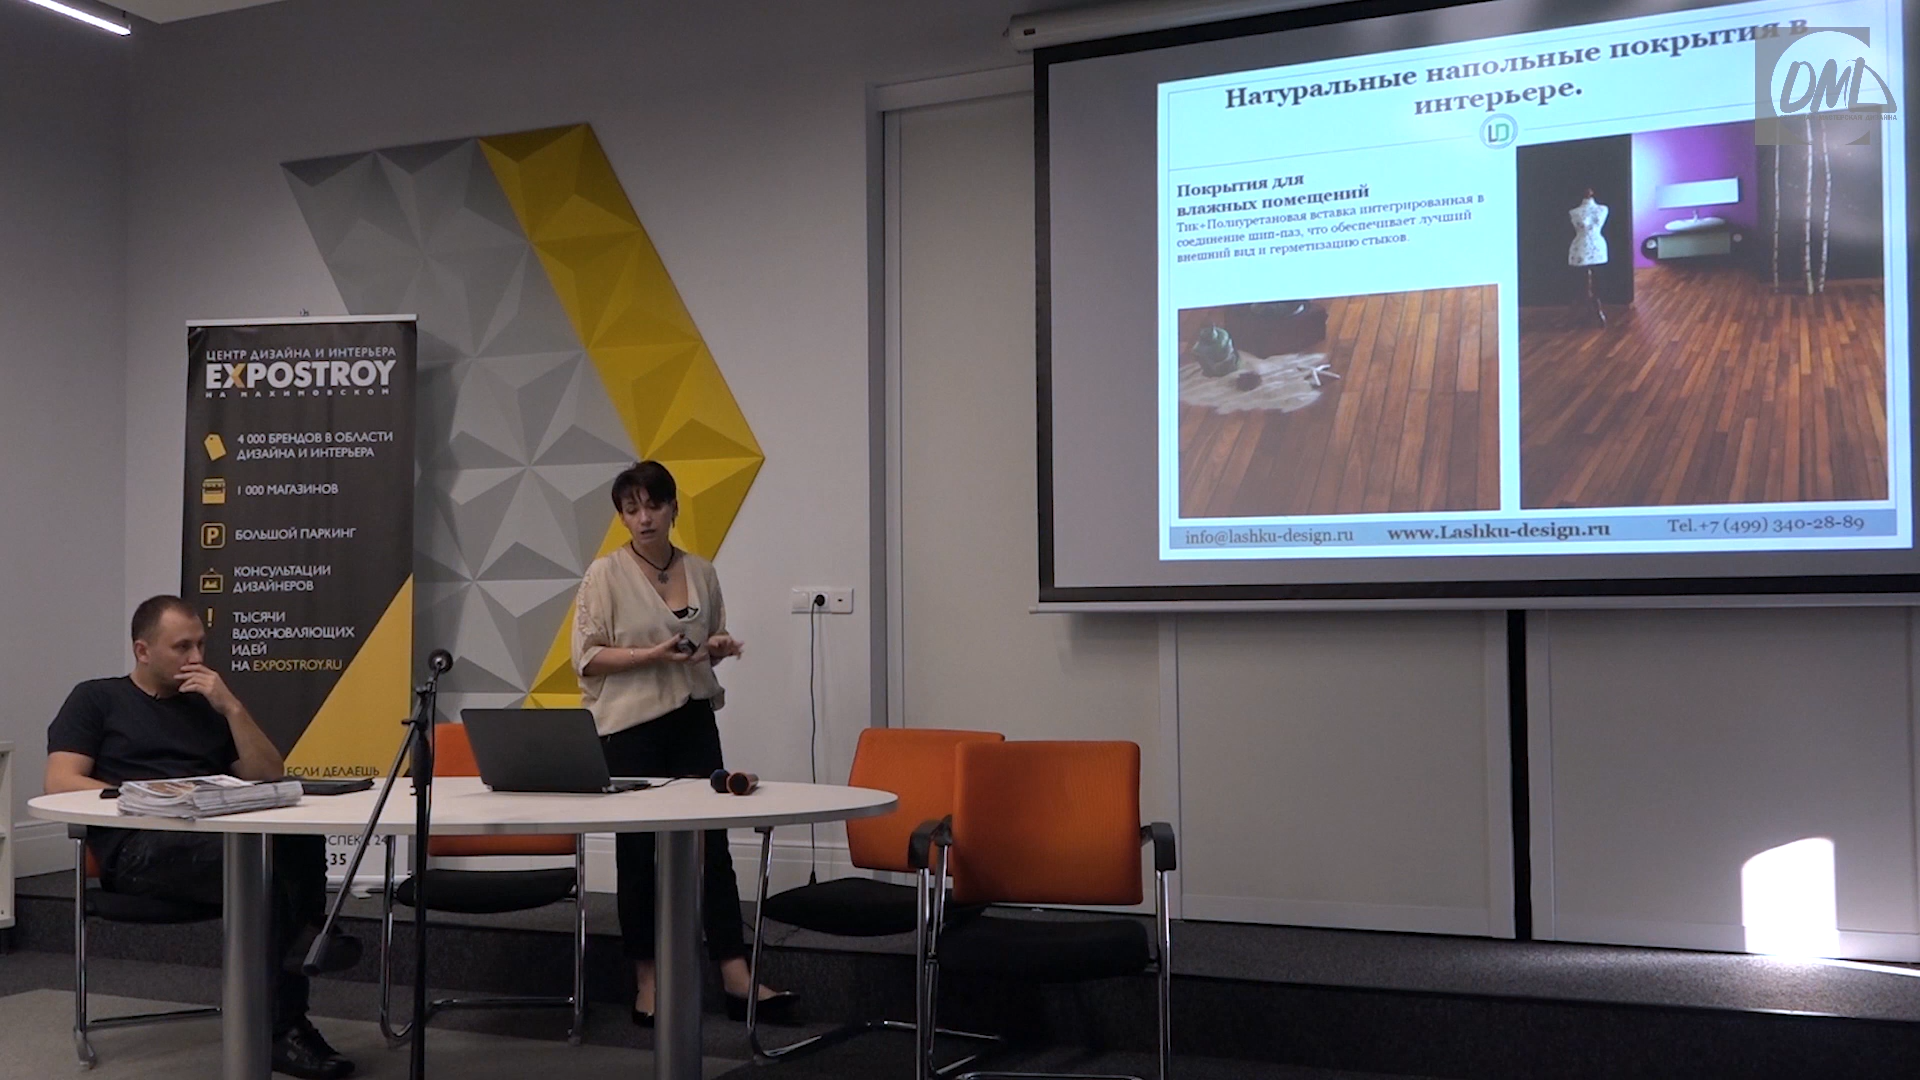 Натуральные напольные покрытия в
интерьере.
DMD
LD
Покрытия для
влажных помещений
Тик+Полиуретановая вставка интегрированная в
соединение шип-паз, что обеспечивает лучший
внешний вид и герметизацию стыков.
info@lashku-design.ru www.Lashku-design.ru Tel.+7 (499) 340-28-89
ЦЕНТР ДИЗАЙНА И ИНТЕРЬЕРА
EXPOSTROY
НА НАХИМОВСКОМ
4 000 БРЕНДОВ В ОБЛАСТИ
ДИЗАЙНА И ИНТЕРЬЕРА
1 000 МАГАЗИНОВ
P БОЛЬШОЙ ПАРКИНГ
КОНСУЛЬТАЦИИ
ДИЗАЙНЕРОВ
! ТЫСЯЧИ
ВДОХНОВЛЯЮЩИХ
ИДЕЙ
НА EXPOSTROY.RU
ЕСЛИ ДЕЛАЕШЬ